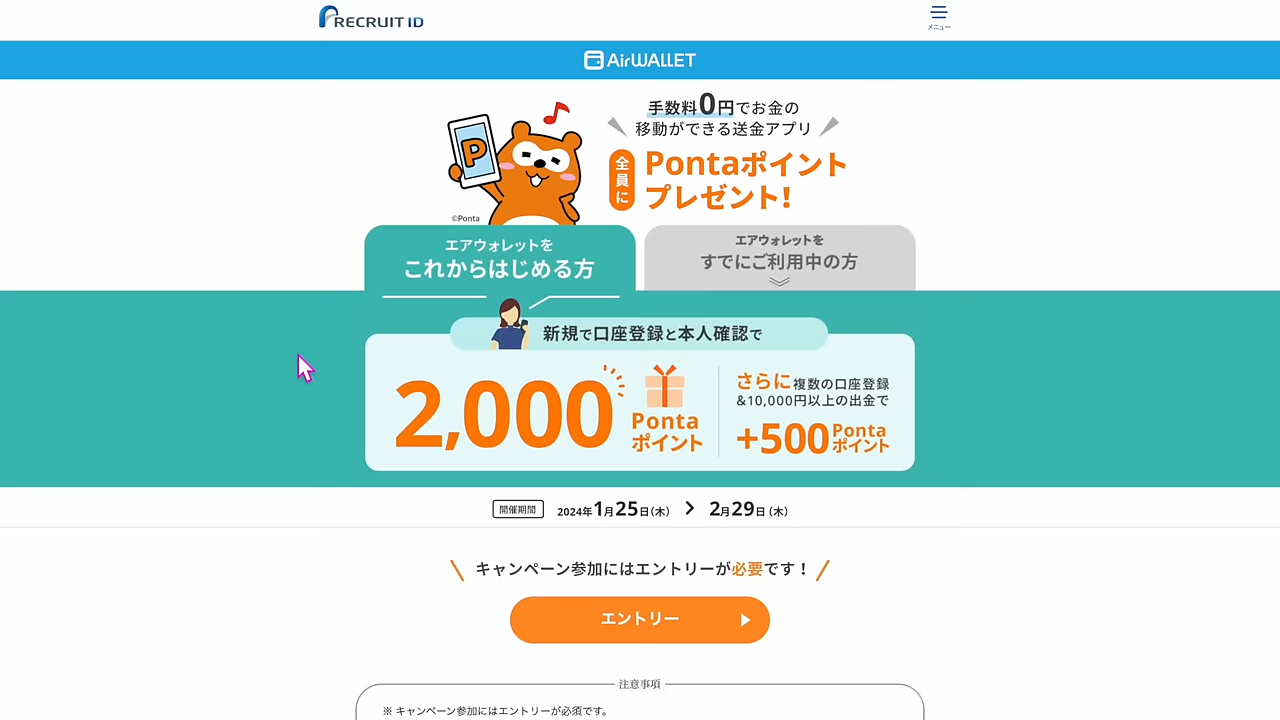 RECRUIT ID
メニュー
AirWALLET
手数料0円でお金の
移動ができる送金アプリ
全員に
Pontaポイント
プレゼント!
P
©Ponta
エアウォレットを
これからはじめる方
エアウォレットを
すでにご利用中の方
新規で口座登録と本人確認で
2,000
Ponta
ポイント
さらに複数の口座登録
&10,000円以上の出金で
+500
Ponta
ポイント
開催期間
2024年1月25日(木) > 2月29日(木)
キャンペーン参加にはエントリーが必要です!
エントリー
注意事項
※ キャンペーン参加にはエントリーが必須です。